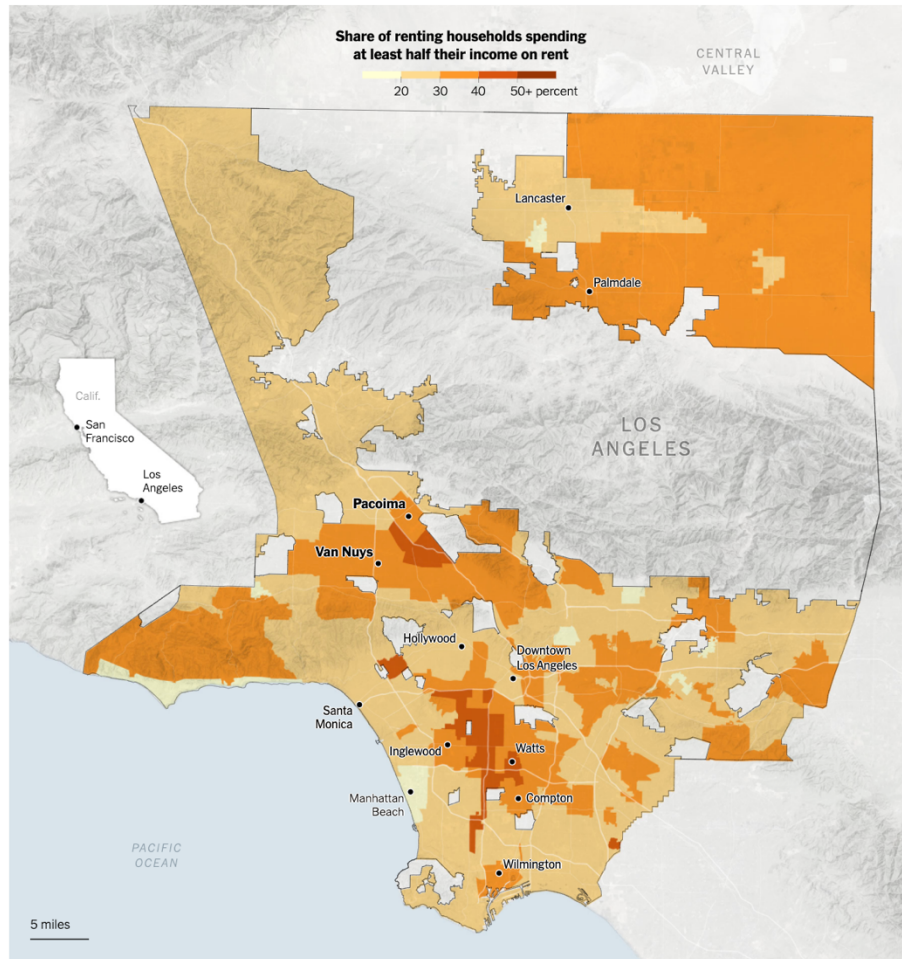 Share of renting households spending
at least half their income on rent
20 30 40 50+ percent
CENTRAL
VALLEY
Lancaster
Palmdale
Calif.
San
Francisco
Los
Angeles
LOS
ANGELES
Pacoima
Van Nuys
Hollywood
Downtown
Los Angeles
Santa
Monica
Inglewood
Watts
Manhattan
Beach
Compton
PACIFIC
OCEAN
Wilmington
5 miles